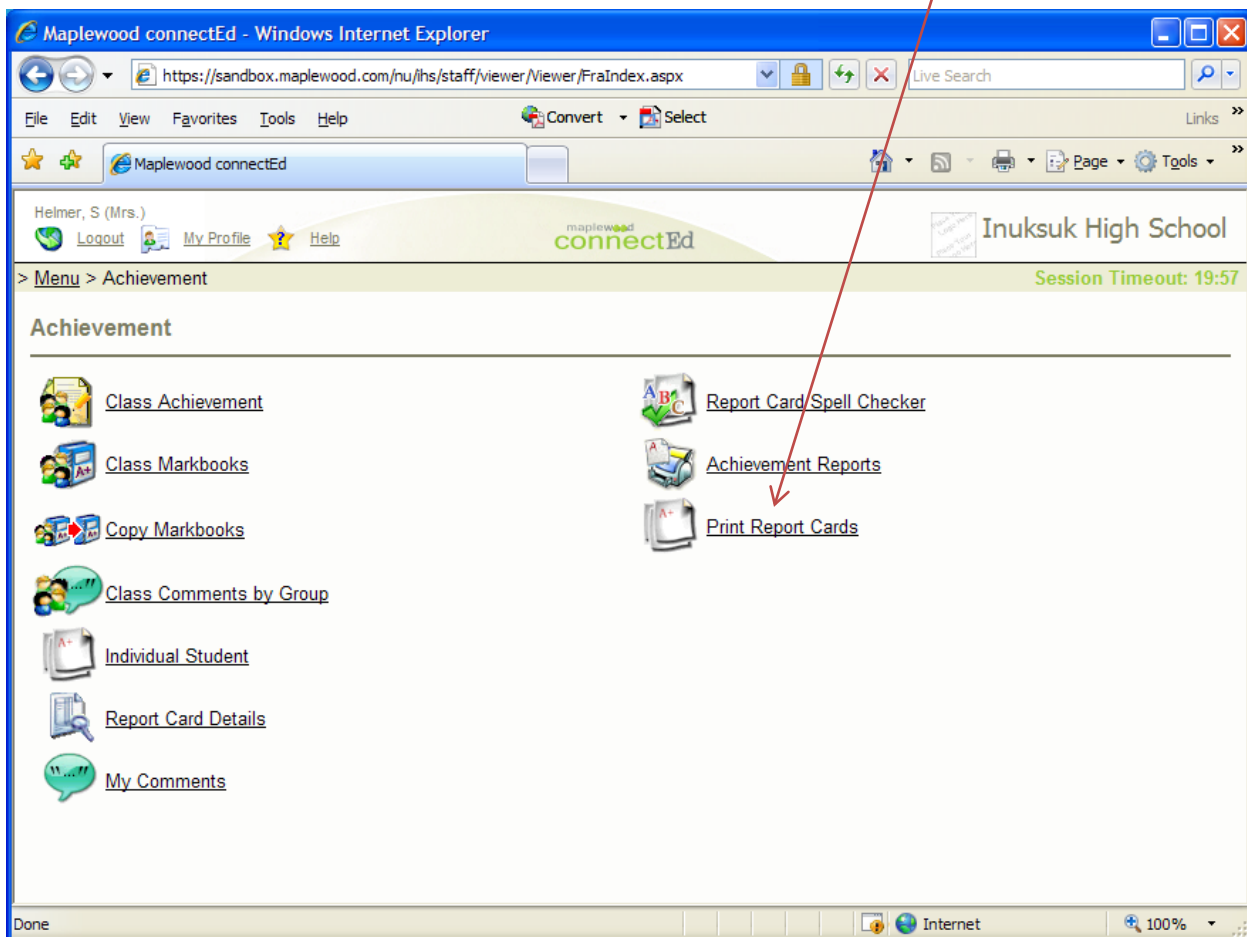 Maplewood connectEd - Windows Internet Explorer
https://sandbox.maplewood.com/nu/ihs/staff/viewer/Viewer/FraIndex.aspx
Live Search
File Edit View Favorites Tools Help
Convert
Select
Links
Maplewood connectEd
Page
Tools
Helmer, S (Mrs.)
Logout My Profile Help
maplewood
connectEd
Inuksuk High School
> Menu > Achievement
Session Timeout: 19:57
Achievement
Class Achievement
Class Markbooks
Copy Markbooks
Class Comments by Group
Individual Student
Report Card Details
My Comments
Report Card Spell Checker
Achievement Reports
Print Report Cards
Done
Internet
100%